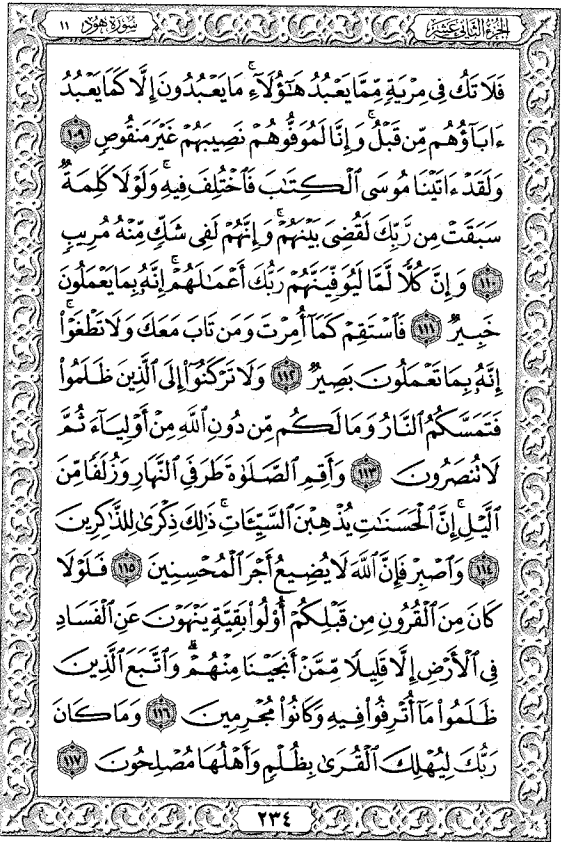 الجزء الثاني عشر
سورة هود ١١
فَلَا تَكُ فِى مِرْيَةٍ مِّمَّا يَعْبُدُ هَٰٓؤُلَآءِ ۚ مَا يَعْبُدُونَ إِلَّا كَمَا يَعْبُدُ
ءَابَآؤُهُم مِّن قَبْلُ ۚ وَإِنَّا لَمُوَفُّوهُمْ نَصِيبَهُمْ غَيْرَ مَنقُوصٍ ١٠٩
وَلَقَدْ ءَاتَيْنَا مُوسَى ٱلْكِتَٰبَ فَٱخْتُلِفَ فِيهِ ۚ وَلَوْلَا كَلِمَةٌ
سَبَقَتْ مِن رَّبِّكَ لَقُضِىَ بَيْنَهُمْ ۚ وَإِنَّهُمْ لَفِى شَكٍّ مِّنْهُ مُرِيبٍ
١١٠ وَإِنَّ كُلًّا لَّمَّا لَيُوَفِّيَنَّهُمْ رَبُّكَ أَعْمَٰلَهُمْ ۚ إِنَّهُۥ بِمَا يَعْمَلُونَ
خَبِيرٌ ١١١ فَٱسْتَقِمْ كَمَآ أُمِرْتَ وَمَن تَابَ مَعَكَ وَلَا تَطْغَوْا۟ ۚ
إِنَّهُۥ بِمَا تَعْمَلُونَ بَصِيرٌ ١١٢ وَلَا تَرْكَنُوٓا۟ إِلَى ٱلَّذِينَ ظَلَمُوا۟
فَتَمَسَّكُمُ ٱلنَّارُ وَمَا لَكُم مِّن دُونِ ٱللَّهِ مِنْ أَوْلِيَآءَ ثُمَّ
لَا تُنصَرُونَ ١١٣ وَأَقِمِ ٱلصَّلَوٰةَ طَرَفَىِ ٱلنَّهَارِ وَزُلَفًا مِّنَ
ٱلَّيْلِ ۚ إِنَّ ٱلْحَسَنَٰتِ يُذْهِبْنَ ٱلسَّيِّـَٔاتِ ۚ ذَٰلِكَ ذِكْرَىٰ لِلذَّٰكِرِينَ
١١٤ وَٱصْبِرْ فَإِنَّ ٱللَّهَ لَا يُضِيعُ أَجْرَ ٱلْمُحْسِنِينَ ١١٥ فَلَوْلَا
كَانَ مِنَ ٱلْقُرُونِ مِن قَبْلِكُمْ أُو۟لُوا۟ بَقِيَّةٍ يَنْهَوْنَ عَنِ ٱلْفَسَادِ
فِى ٱلْأَرْضِ إِلَّا قَلِيلًا مِّمَّنْ أَنجَيْنَا مِنْهُمْ ۗ وَٱتَّبَعَ ٱلَّذِينَ
ظَلَمُوا۟ مَآ أُتْرِفُوا۟ فِيهِ وَكَانُوا۟ مُجْرِمِينَ ١١٦ وَمَا كَانَ
رَبُّكَ لِيُهْلِكَ ٱلْقُرَىٰ بِظُلْمٍ وَأَهْلُهَا مُصْلِحُونَ ١١٧
٢٣٤